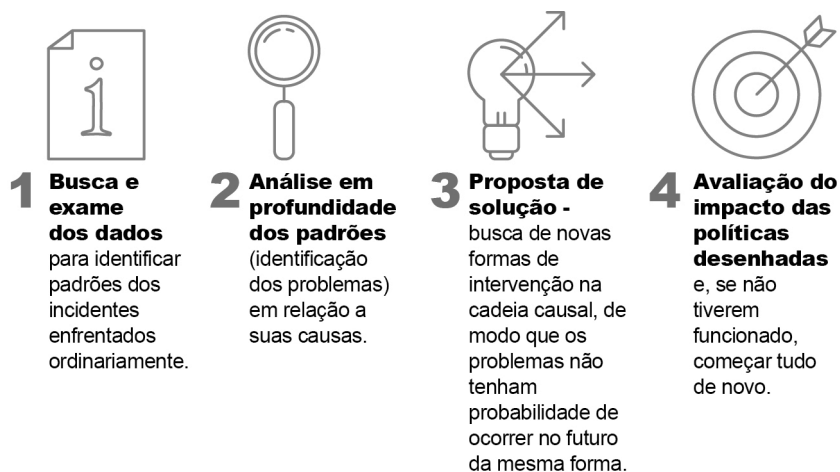 1 Busca e
exame
dos dados
para identificar
padrões dos
incidentes
enfrentados
ordinariamente.
2 Análise em
profundidade
dos padrões
(identificação
dos problemas)
em relação a
suas causas.
3 Proposta de
solução -
busca de novas
formas de
intervenção na
cadeia causal, de
modo que os
problemas não
tenham
probabilidade de
ocorrer no futuro
da mesma forma.
4 Avaliação do
impacto das
políticas
desenhadas
e, se não
tiverem
funcionado,
começar tudo
de novo.